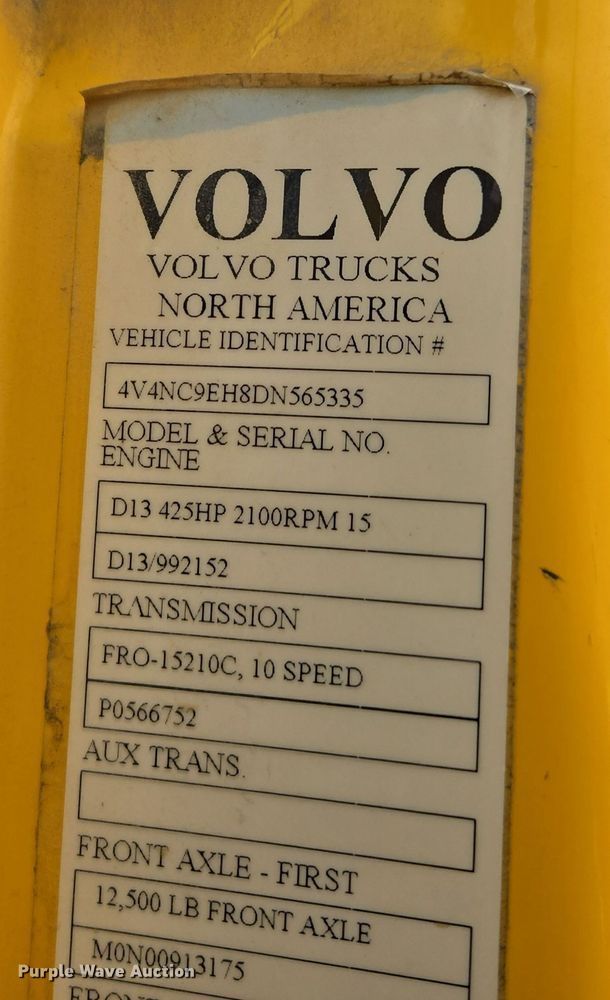 VOLVO
VOLVO TRUCKS
NORTH AMERICA
VEHICLE IDENTIFICATION #
4V4NC9EH8DN565335
MODEL & SERIAL NO.
ENGINE
D13 425HP 2100RPM 15
D13/992152
TRANSMISSION
FRO-15210C, 10 SPEED
P0566752
AUX TRANS.
FRONT AXLE - FIRST
12,500 LB FRONT AXLE
M0N00913175
Purple Wave Auction